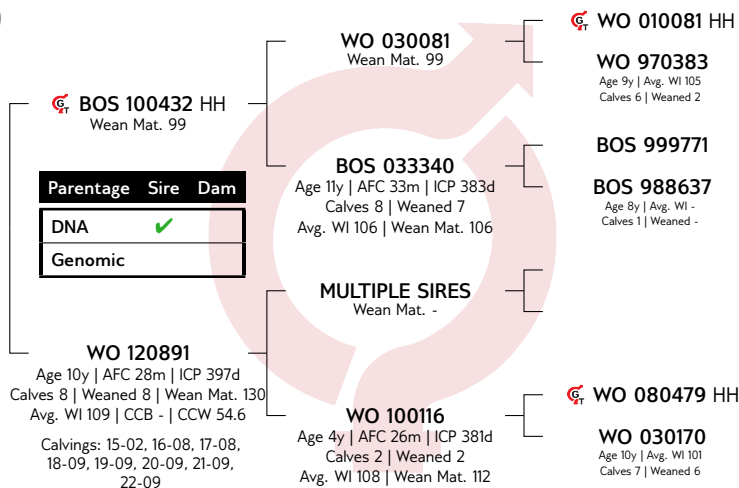 GT WO 010081 HH
WO 970383
Age 9y | Avg. WI 105
Calves 6 | Weaned 2
WO 030081
Wean Mat. 99
GT BOS 100432 HH
Wean Mat. 99
BOS 999771
BOS 988637
Age 8y | Avg. WI -
Calves 1 | Weaned -
BOS 033340
Age 11y | AFC 33m | ICP 383d
Calves 8 | Weaned 7
Avg. WI 106 | Wean Mat. 106
Parentage Sire Dam
DNA ✔
Genomic
MULTIPLE SIRES
Wean Mat. -
WO 120891
Age 10y | AFC 28m | ICP 397d
Calves 8 | Weaned 8 | Wean Mat. 130
Avg. WI 109 | CCB - | CCW 54.6
Calvings: 15-02, 16-08, 17-08,
18-09, 19-09, 20-09, 21-09,
22-09
WO 100116
Age 4y | AFC 26m | ICP 381d
Calves 2 | Weaned 2
Avg. WI 108 | Wean Mat. 112
GT WO 080479 HH
WO 030170
Age 10y | Avg. WI 101
Calves 7 | Weaned 6